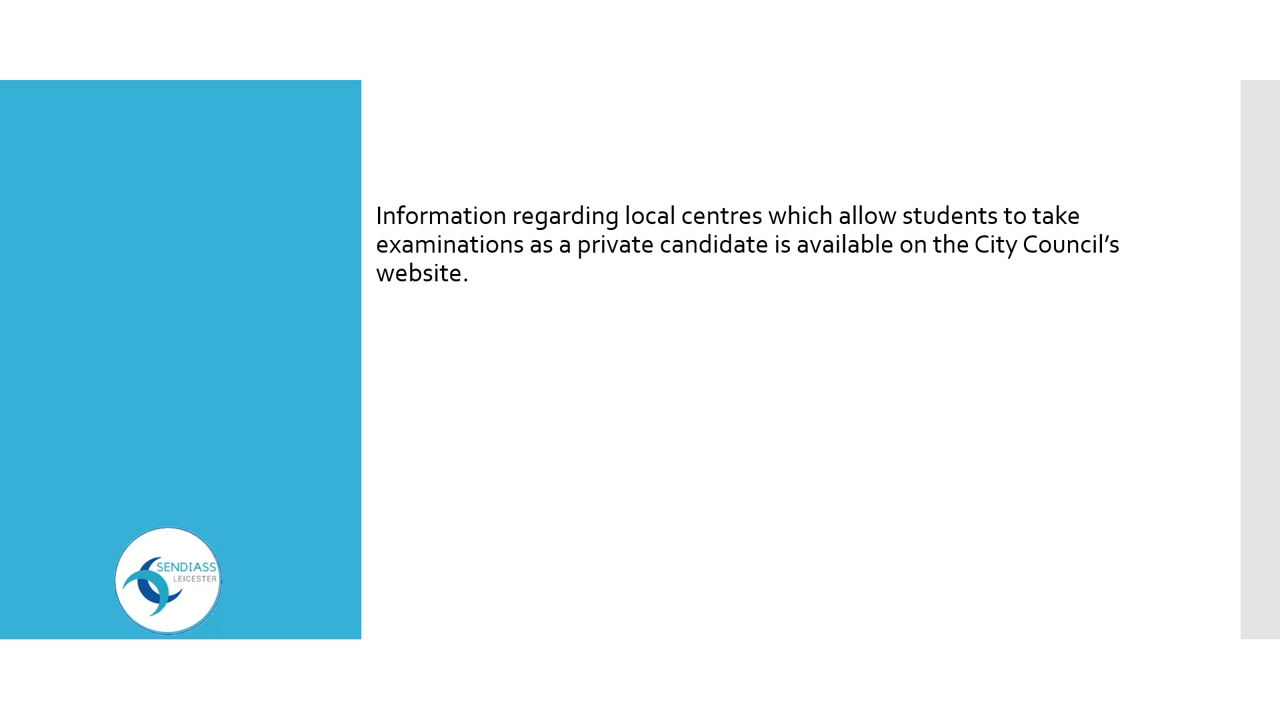 Information regarding local centres which allow students to take
examinations as a private candidate is available on the City Council’s
website.
SENDIASS
LEICESTER